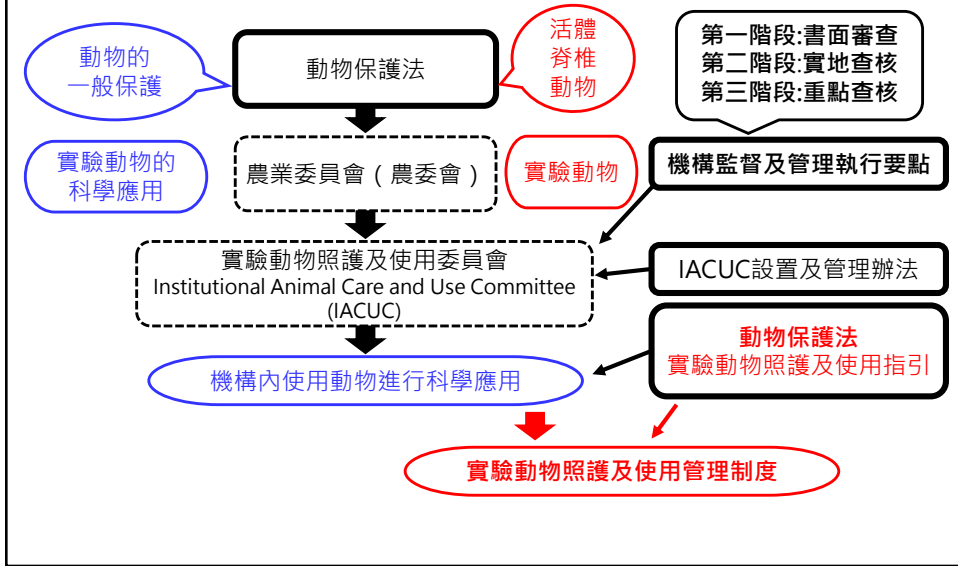 動物的
一般保護
動物保護法
活體
脊椎
動物
第一階段:書面審查
第二階段:實地查核
第三階段:重點查核
實驗動物的
科學應用
農業委員會（農委會）
實驗動物
機構監督及管理執行要點
實驗動物照護及使用委員會
Institutional Animal Care and Use Committee
(IACUC)
IACUC設置及管理辦法
動物保護法
實驗動物照護及使用指引
機構內使用動物進行科學應用
實驗動物照護及使用管理制度